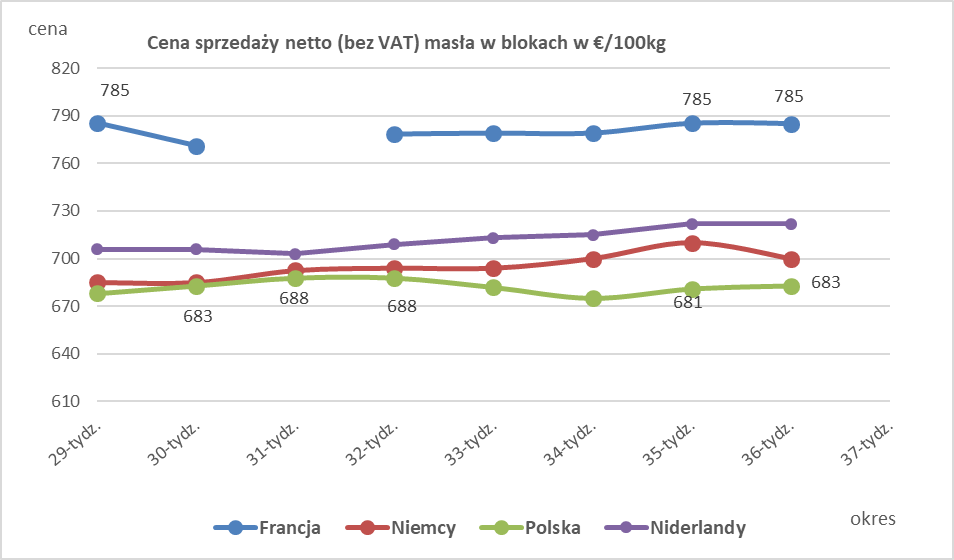 cena
Cena sprzedaży netto (bez VAT) masła w blokach w €/100kg
820
790
760
730
700
670
640
610
785
785
785
683
688
688
681
683
29-tydz.
30-tydz.
31-tydz.
32-tydz.
33-tydz.
34-tydz.
35-tydz.
36-tydz.
37-tydz.
okres
Francja Niemcy Polska Niderlandy